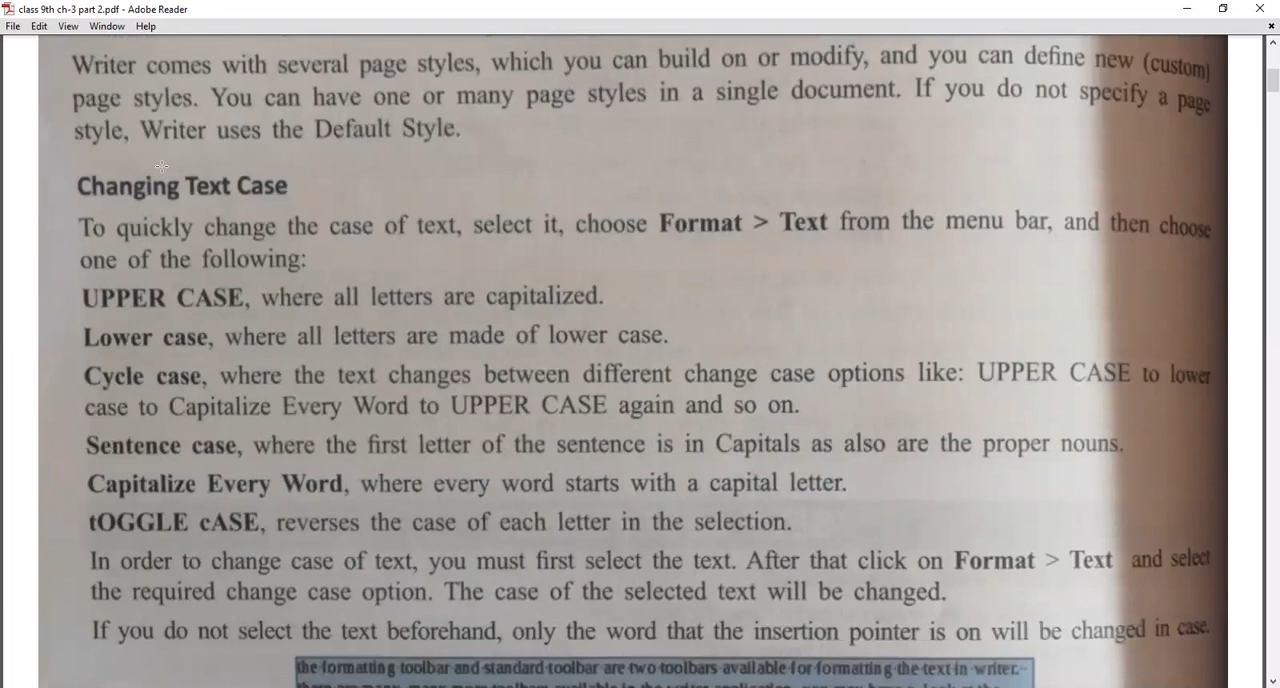 class 9th ch-3 part 2.pdf - Adobe Reader
File Edit View Window Help
Writer comes with several page styles, which you can build on or modify, and you can define new (custom)
page styles. You can have one or many page styles in a single document. If you do not specify a page
style, Writer uses the Default Style.
Changing Text Case
To quickly change the case of text, select it, choose Format > Text from the menu bar, and then choose
one of the following:
UPPER CASE, where all letters are capitalized.
Lower case, where all letters are made of lower case.
Cycle case, where the text changes between different change case options like: UPPER CASE to lower
case to Capitalize Every Word to UPPER CASE again and so on.
Sentence case, where the first letter of the sentence is in Capitals as also are the proper nouns.
Capitalize Every Word, where every word starts with a capital letter.
tOGGLE cASE, reverses the case of each letter in the selection.
In order to change case of text, you must first select the text. After that click on Format > Text and select
the required change case option. The case of the selected text will be changed.
If you do not select the text beforehand, only the word that the insertion pointer is on will be changed in case.
the formatting toolbar and standard toolbar are two toolbars available for formatting the text in writer.